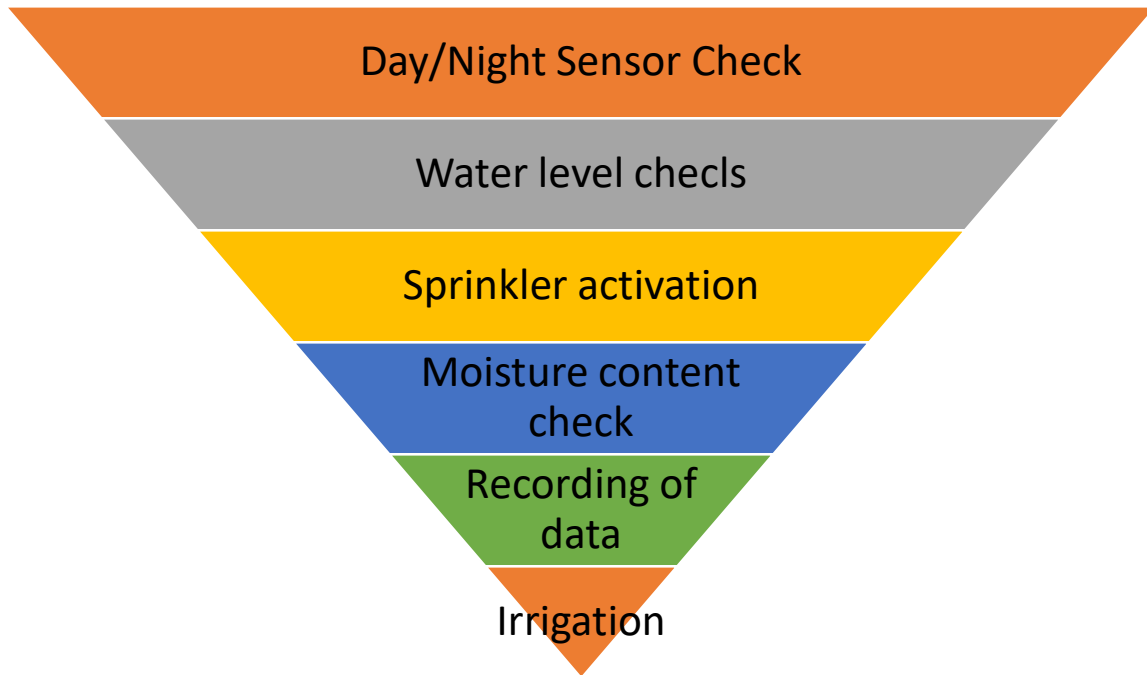 Day/Night Sensor Check
Water level checls
Sprinkler activation
Moisture content
check
Recording of
data
Irrigation